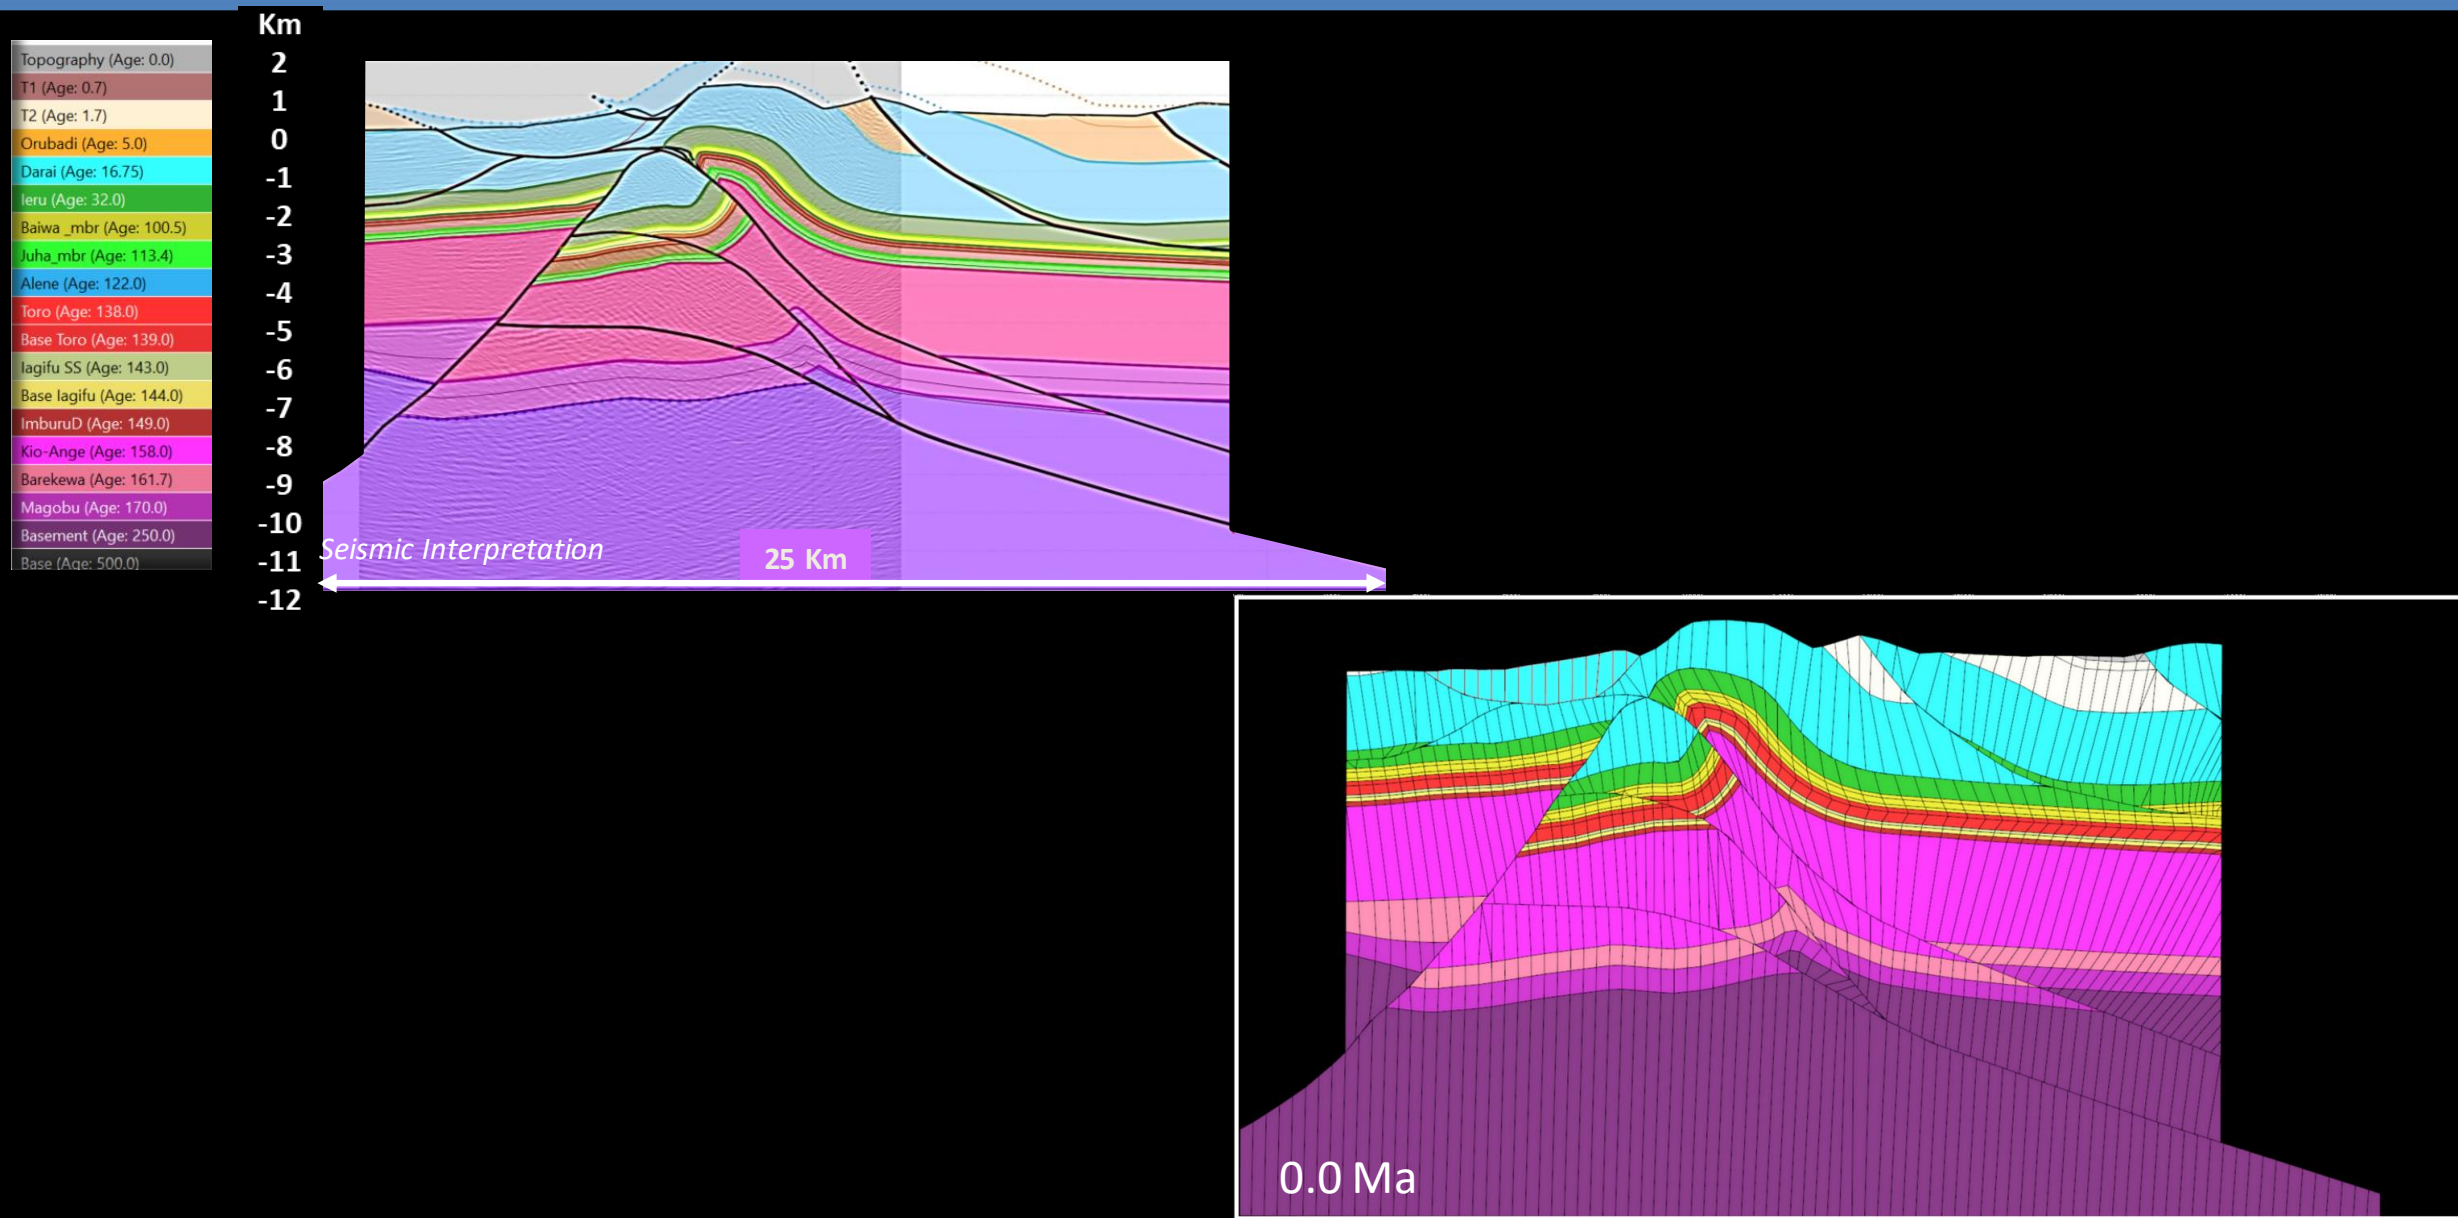 Km
2
1
0
-1
-2
-3
-4
-5
-6
-7
-8
-9
-10
-11
-12
Topography (Age: 0.0)
T1 (Age: 0.7)
T2 (Age: 1.7)
Orubadi (Age: 5.0)
Darai (Age: 16.75)
Ieru (Age: 32.0)
Baiwa _mbr (Age: 100.5)
Juha_mbr (Age: 113.4)
Alene (Age: 122.0)
Toro (Age: 138.0)
Base Toro (Age: 139.0)
Iagifu SS (Age: 143.0)
Base Iagifu (Age: 144.0)
ImburuD (Age: 149.0)
Kio-Ange (Age: 158.0)
Barekewa (Age: 161.7)
Magobu (Age: 170.0)
Basement (Age: 250.0)
Base (Age: 500.0)
Seismic Interpretation
25 Km
0.0 Ma